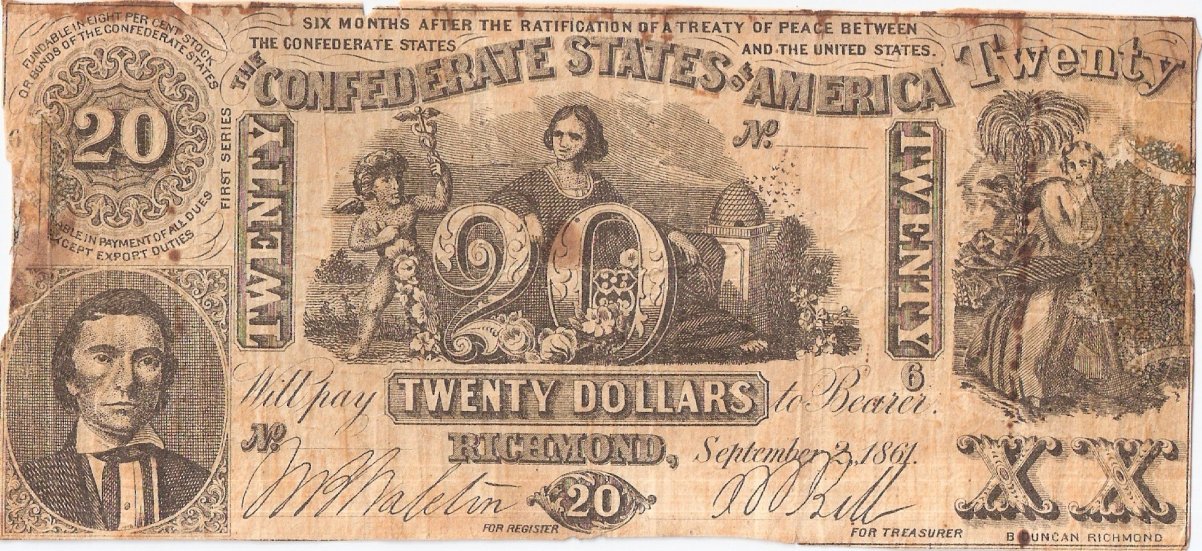 SIX MONTHS AFTER THE RATIFICATION OF A TREATY OF PEACE BETWEEN
THE CONFEDERATE STATES AND THE UNITED STATES.
FUNDABLE IN EIGHT PER CENT STOCK
OR BONDS OF THE CONFEDERATE STATES
THE CONFEDERATE STATES OF AMERICA
Twenty
20
FIRST SERIES
TWENTY
No.
TWENTY
IN PAYMENT OF ALL DUES
EXPORT DUTIES
20
6
Will pay TWENTY DOLLARS to Bearer.
No.
RICHMOND, September 2, 1861.
X X
20
FOR REGISTER
FOR TREASURER
B DUNCAN RICHMOND